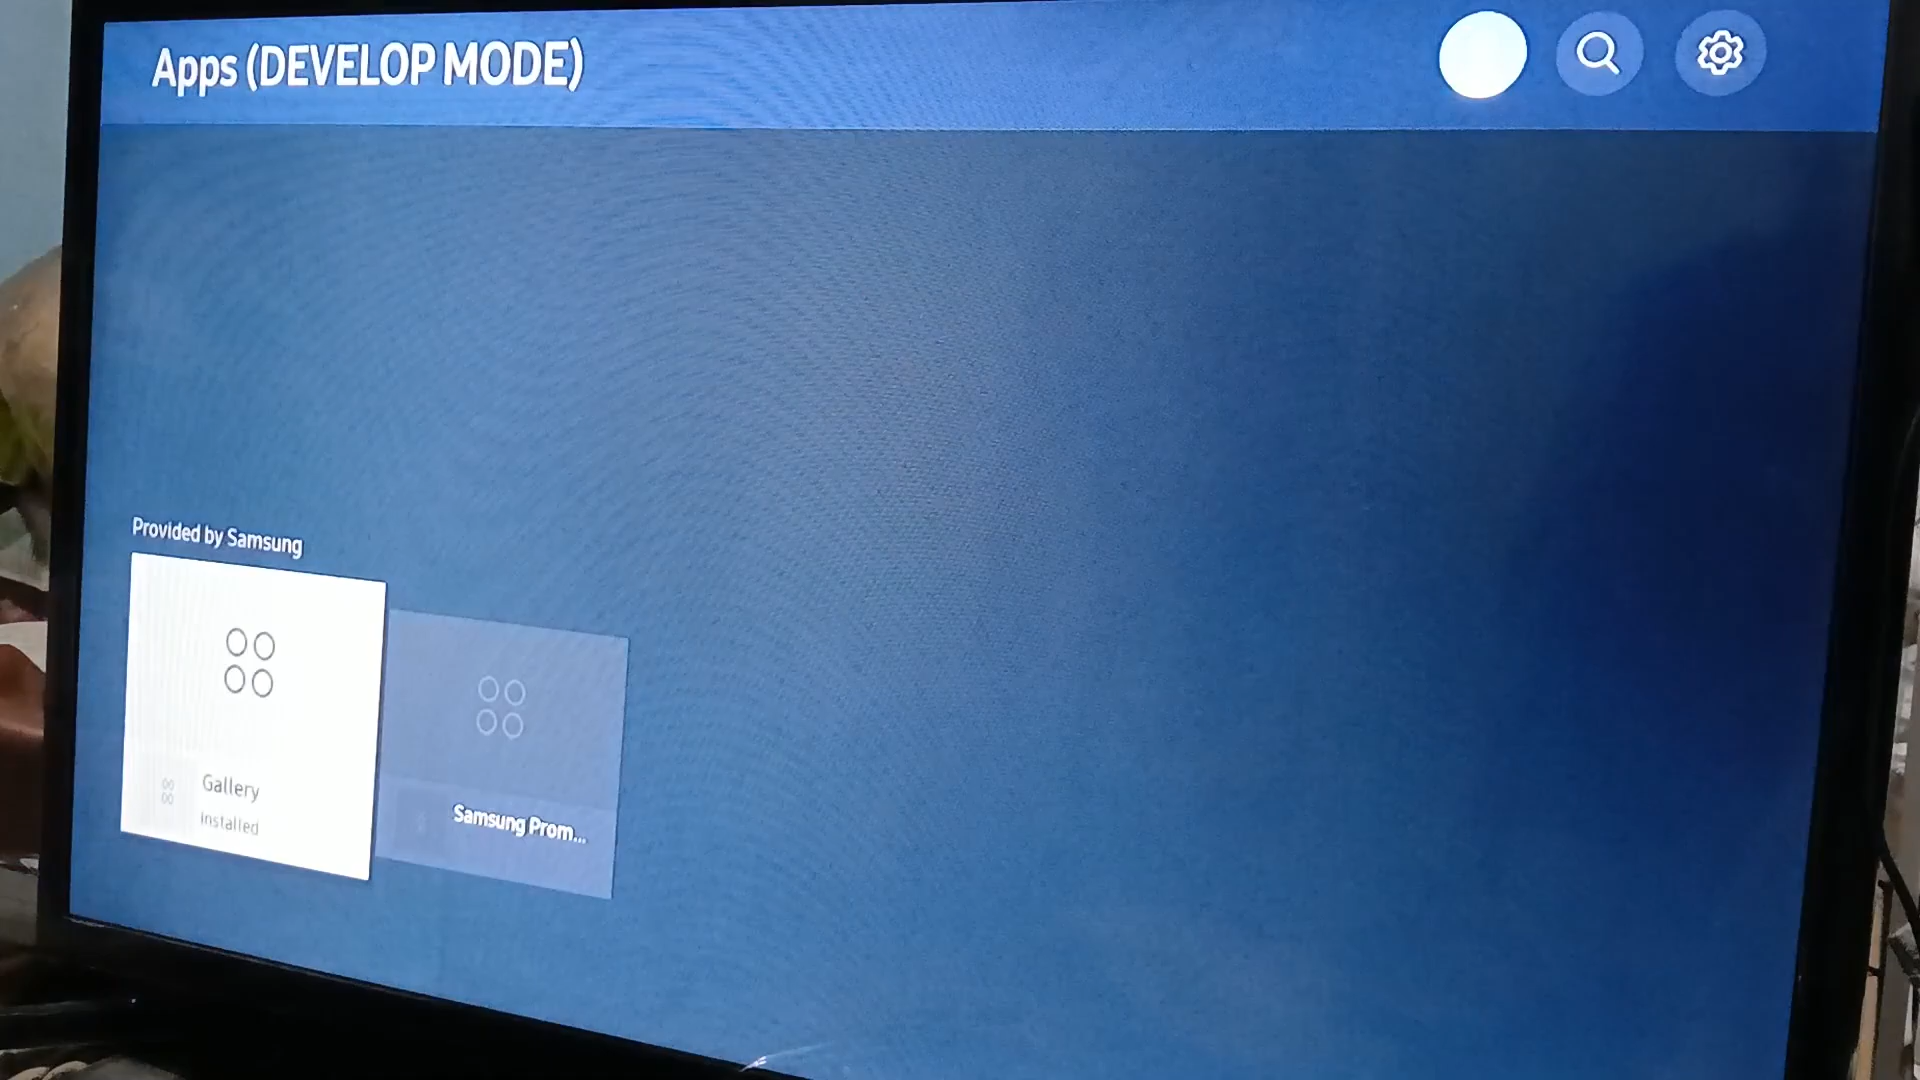 Apps (DEVELOP MODE)
Provided by Samsung
Gallery
Installed
Samsung Prom...